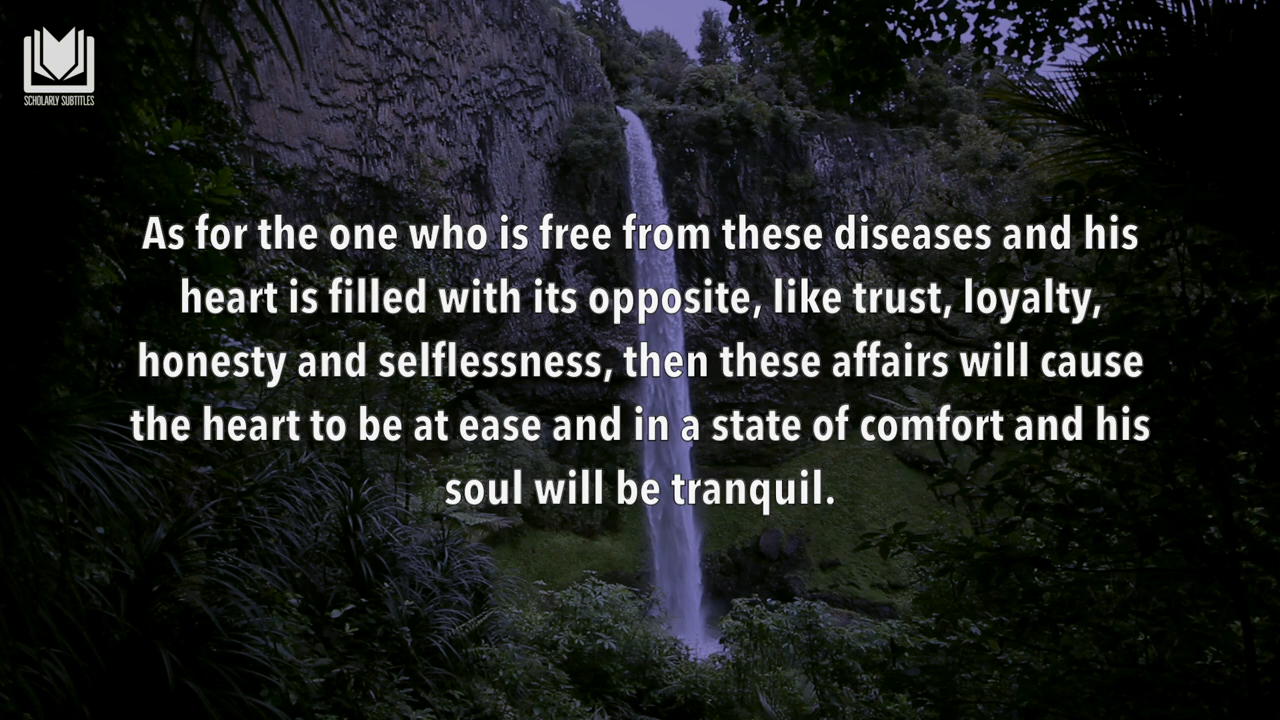 SCHOLARLY SUBTITLES
As for the one who is free from these diseases and his
heart is filled with its opposite, like trust, loyalty,
honesty and selflessness, then these affairs will cause
the heart to be at ease and in a state of comfort and his
soul will be tranquil.